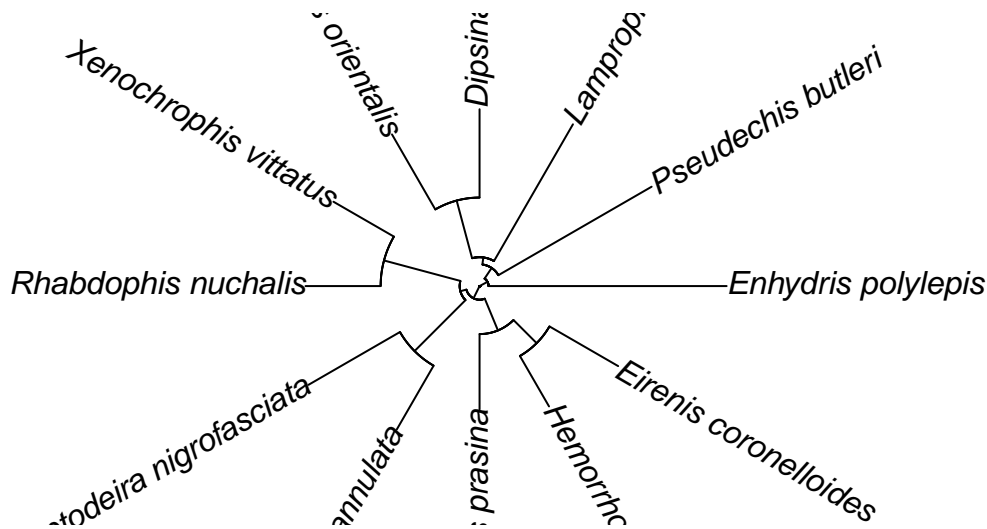 orientalis
Dipsina
Xenochrophis vittatus
Pseudechis butleri
Rhabdophis nuchalis
Enhydris polylepis
Eirenis coronelloides
nigrofasciata
annulata
prasina